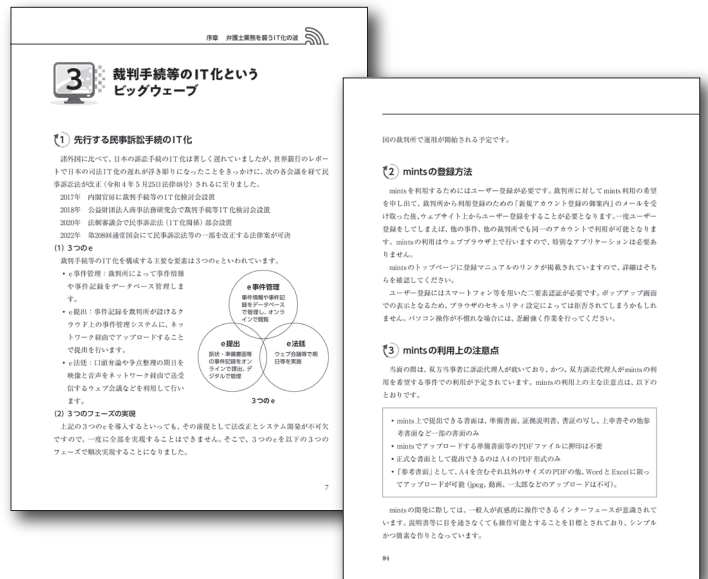 序章 弁護士業務を襲うIT化の波
3
裁判手続等のIT化という
ビッグウェーブ
1 先行する民事訴訟手続のIT化
諸外国に比べて、日本の訴訟手続のIT化は著しく遅れていましたが、世界銀行のレポー
トで日本の司法IT化の遅れが浮き彫りになったことをきっかけに、次の各会議を経て民
事訴訟法が改正(令和4年5月25日法律48号)されるに至りました。
2017年 内閣官房に裁判手続等のIT化検討会設置
2018年 公益財団法人商事法務研究会で裁判手続等IT化検討会設置
2020年 法制審議会で民事訴訟法(IT化関係)部会の設置
2022年 第208回通常国会にて民事訴訟法等の一部を改正する法律案が可決
(1) 3つのe
裁判手続等のIT化を構成する主要な要素は3つのeといわれています。
・e事件管理:裁判所によって事件情報
や事件記録をデータベース管理しま
す。
・e提出:事件記録を裁判所が設けるク
ラウド上の事件管理システムに、ネッ
トワーク経由でアップロードすること
で提出を行います。
・e法廷:口頭弁論や争点整理の期日を
映像と音声をネットワーク経由で送受
信するウェブ会議などを利用して行い
ます。
e事件管理
事件情報や事件記
録をデータベース
で管理し、オンラ
インで閲覧
e提出
訴状・準備書面等
の事件記録をオン
ラインで提出、デ
ジタルで管理
e法廷
ウェブ会議等で期
日等を実施
3つのe
(2) 3つのフェーズの実現
上記の3つのeを導入するといっても、その前提として法改正とシステム開発が不可欠
ですので、一度に全部を実現することはできません。そこで、3つのeを以下の3つの
フェーズで順次実現することになりました。
7
国の裁判所で運用が開始される予定です。
2 mintsの登録方法
mintsを利用するためにはユーザー登録が必要です。裁判所に対してmints利用の希望
を申し出て、裁判所から利用登録のための「新規アカウント登録の御案内」のメールを受
け取った後、ウェブサイト上からユーザー登録をすることが必要となります。一度ユーザー
登録をしてしまえば、他の事件、他の裁判所でも同一のアカウントで利用が可能となりま
す。mintsの利用はウェブブラウザ上で行いますので、特別なアプリケーションは必要あ
りません。
mintsのトップページに登録マニュアルのリンクが掲載されていますので、詳細はそち
らを確認してください。
ユーザー登録にはスマートフォン等を用いた二要素認証が必要です。ポップアップ画面
での表示となるため、ブラウザのセキュリティ設定によっては拒否されてしまうかもしれ
ません。パソコン操作が不慣れな場合には、忍耐強く作業を行ってください。
3 mintsの利用上の注意点
当面の間は、双方当事者に訴訟代理人が就いており、かつ、双方訴訟代理人がmintsの利
用を希望する事件での利用が予定されています。mintsの利用上の主な注意点は、以下の
とおりです。
・mints上で提出できる書面は、準備書面、証拠説明書、書証の写し、上申書その他参
考書面など一部の書面のみ
・mintsでアップロードする準備書面等のPDFファイルに押印は不要
・正式な書面として提出できるのはA4のPDF形式のみ
・「参考書面」として、A4を含むそれ以外のサイズのPDFの他、WordとExcelに限っ
てアップロードが可能(jpeg、動画、一太郎などのアップロードは不可)。
mintsの開発に際しては、一般人が直感的に操作できるインターフェースが意識されて
います。説明書等に目を通さなくても操作可能とすることを目標とされており、シンプル
かつ簡素な作りとなっています。
84